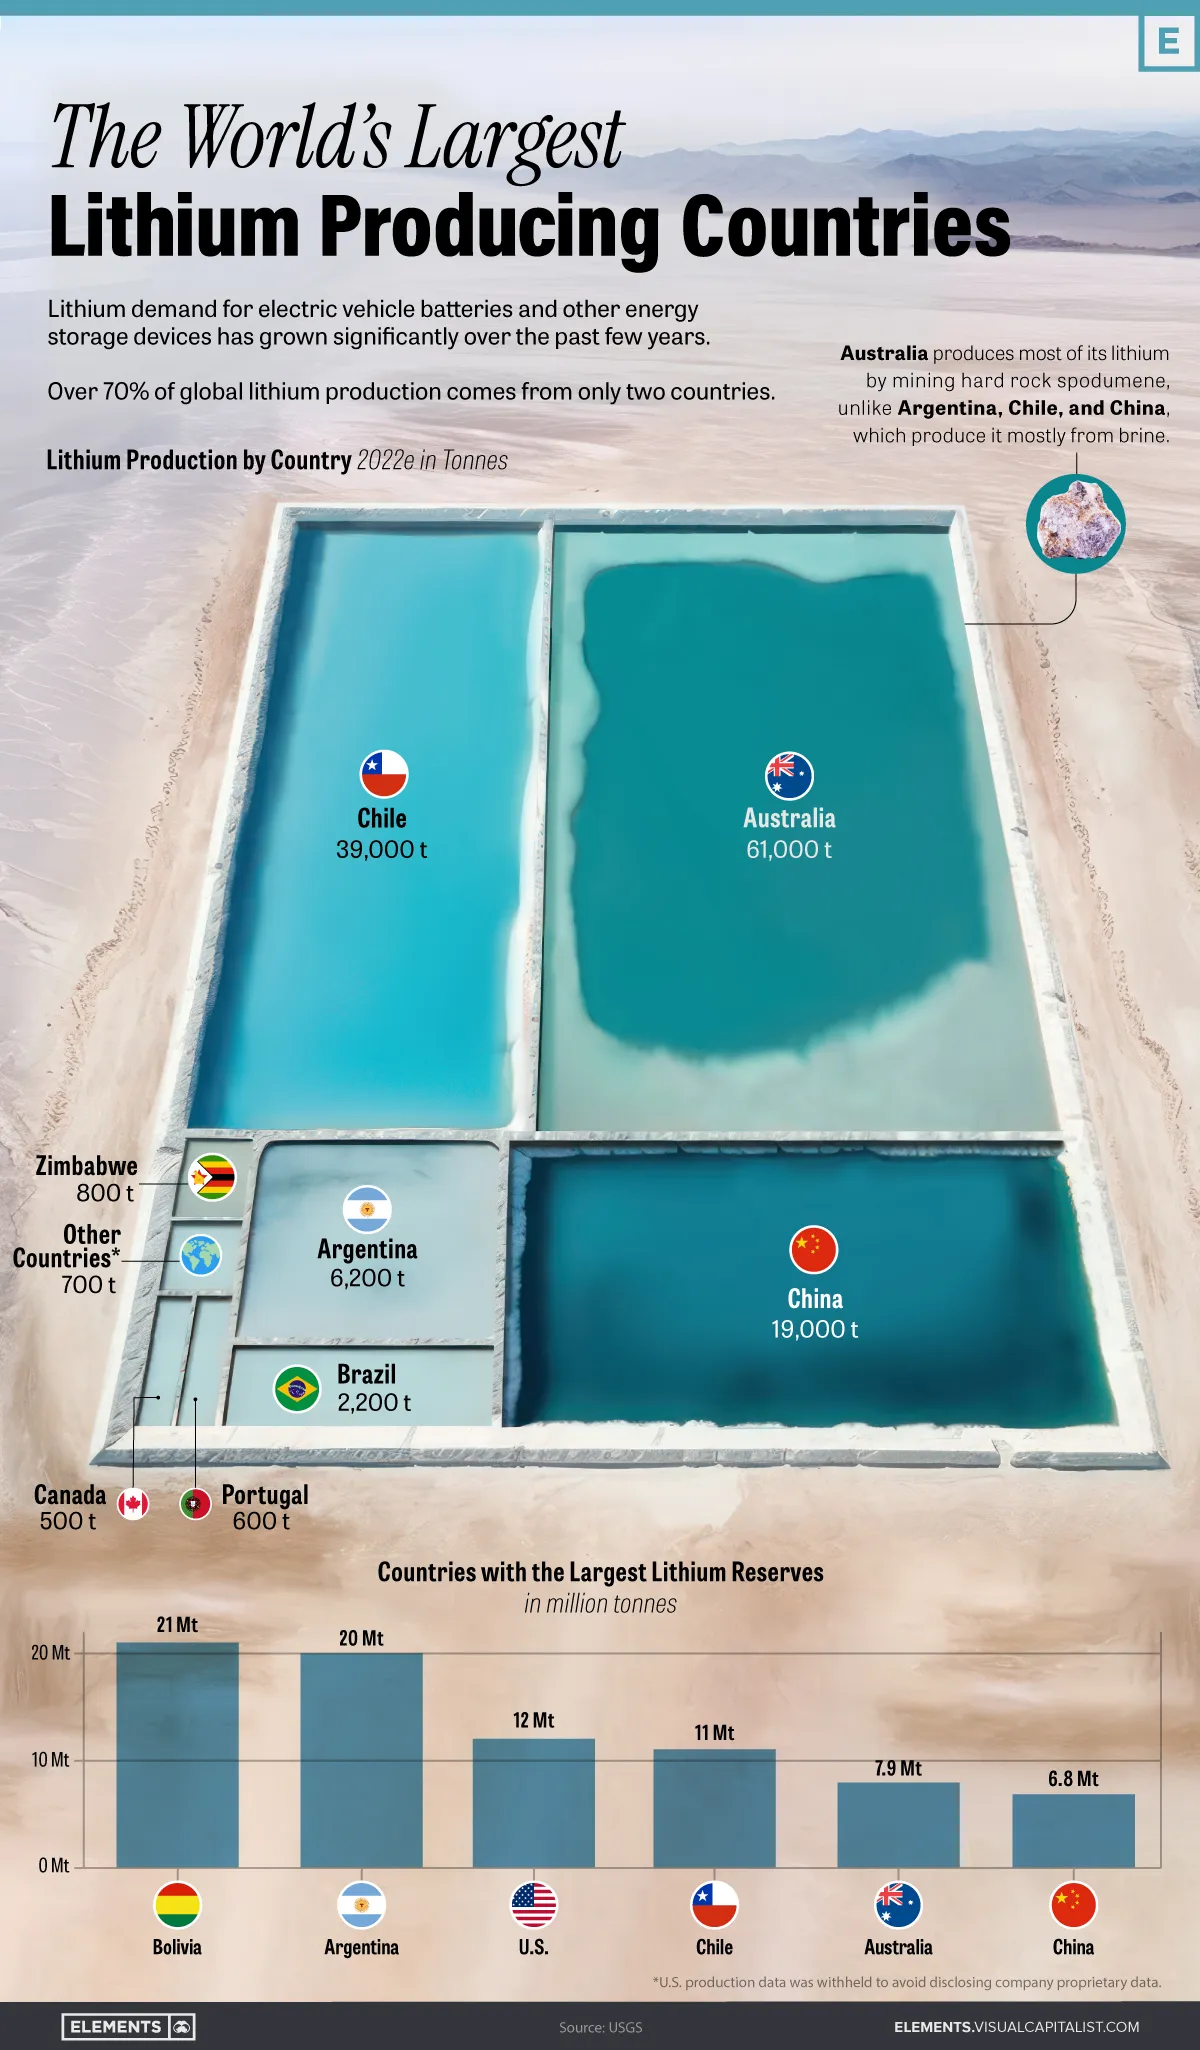 E
The World's Largest
Lithium Producing Countries
Lithium demand for electric vehicle batteries and other energy
storage devices has grown significantly over the past few years.
Over 70% of global lithium production comes from only two countries.
Australia produces most of its lithium
by mining hard rock spodumene,
unlike Argentina, Chile, and China,
which produce it mostly from brine.
Lithium Production by Country 2022e in Tonnes
Chile
39,000 t
Australia
61,000 t
Zimbabwe
800 t
Other
Countries*
700 t
Argentina
6,200 t
Brazil
2,200 t
China
19,000 t
Canada
500 t
Portugal
600 t
Countries with the Largest Lithium Reserves
in million tonnes
20 Mt
10 Mt
0 Mt
21 Mt
20 Mt
12 Mt
11 Mt
7.9 Mt
6.8 Mt
Bolivia
Argentina
U.S.
Chile
Australia
China
*U.S. production data was withheld to avoid disclosing company proprietary data.
ELEMENTS
Source: USGS
ELEMENTS.VISUALCAPITALIST.COM